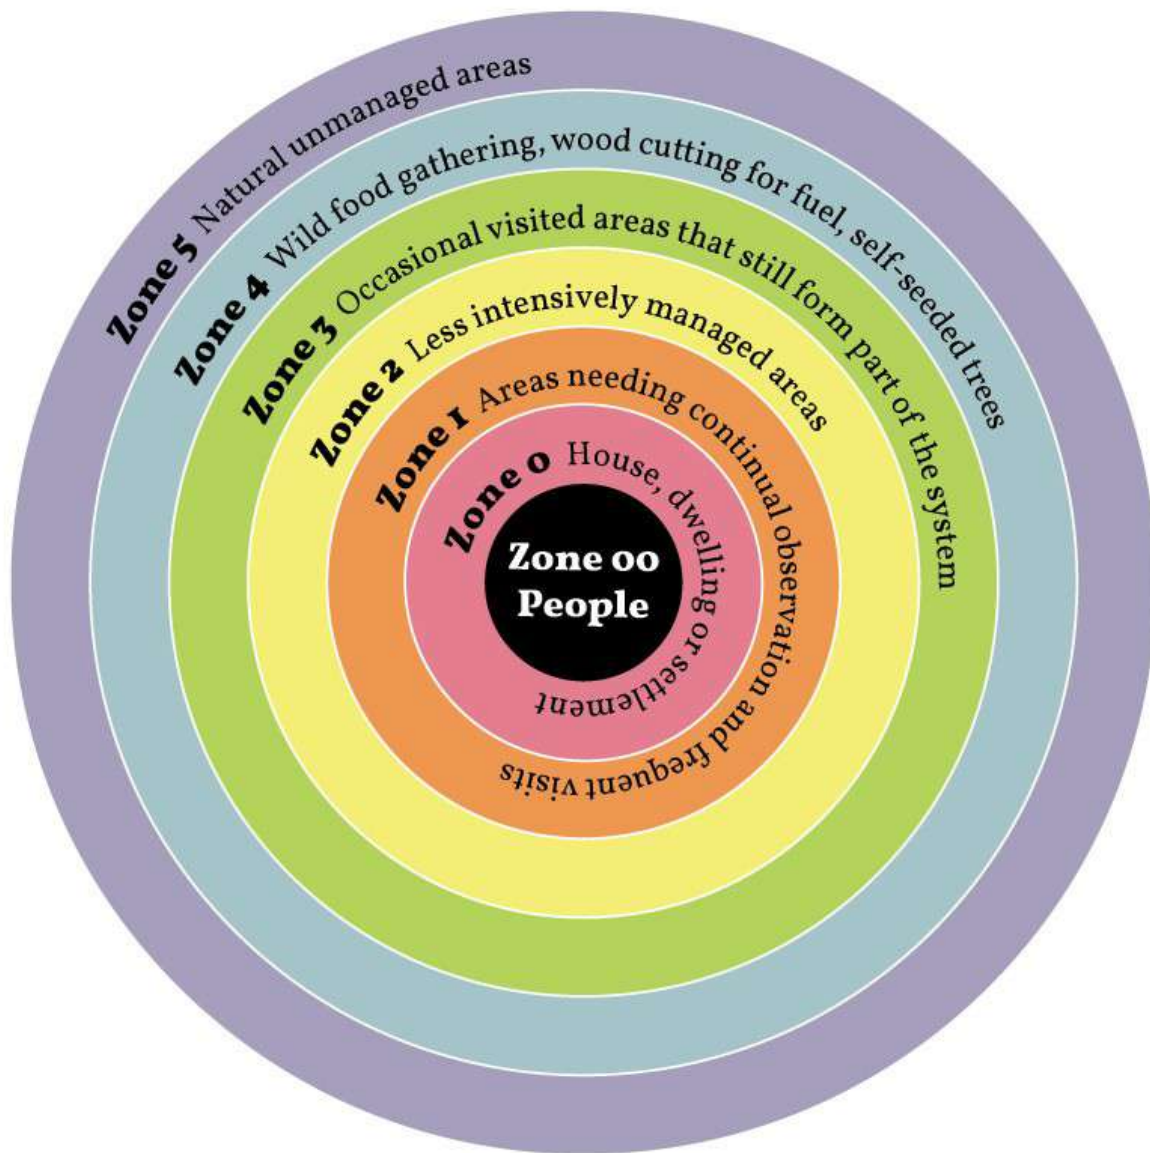 Zone 5 Natural unmanaged areas
Zone 4 Wild food gathering, wood cutting for fuel, self-seeded trees
Zone 3 Occasional visited areas that still form part of the system
Zone 2 Less intensively managed areas
Zone 1 Areas needing continual observation and frequent visits
Zone 0 House, dwelling or settlement
Zone 00
People